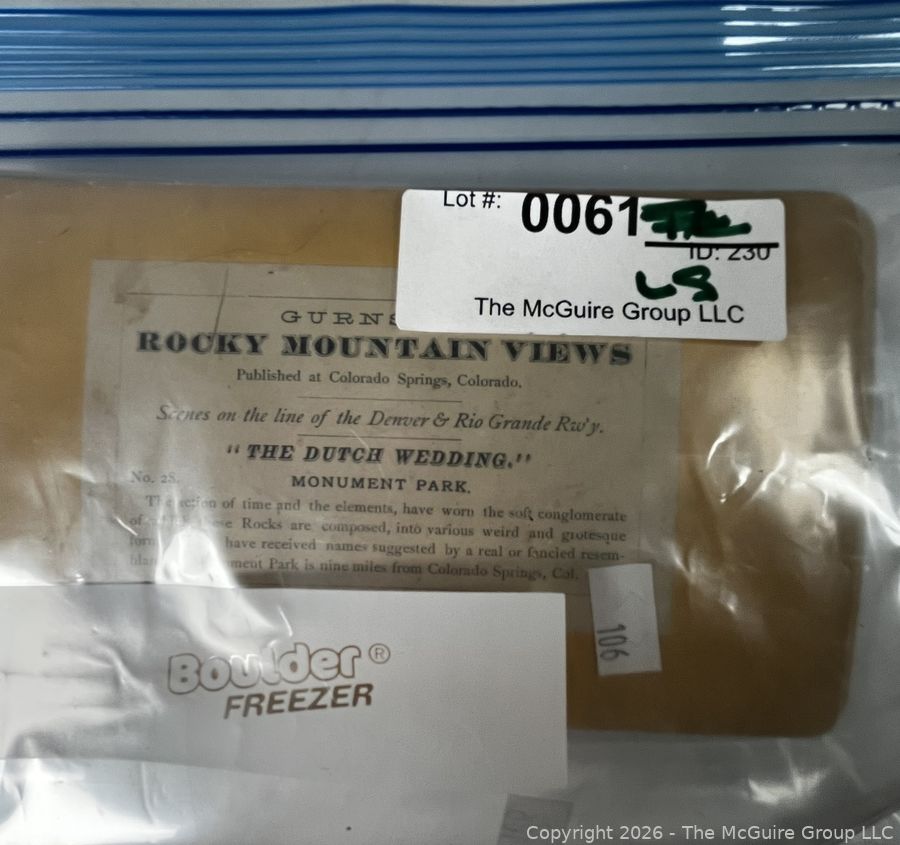 Lot #: 0061
ID: 230
LS
The McGuire Group LLC
GURNS
ROCKY MOUNTAIN VIEWS
Published at Colorado Springs, Colorado.
Scenes on the line of the Denver & Rio Grande Rw'y.
"THE DUTCH WEDDING."
No. 28.
MONUMENT PARK.
The action of time and the elements, have worn the soft conglomerate
of Rocks are composed, into various weird and grotesque
have received names suggested by a real or fancied resem-
Park is nine miles from Colorado Springs, Col.
106
Boulder®
FREEZER
Copyright 2026 - The McGuire Group LLC